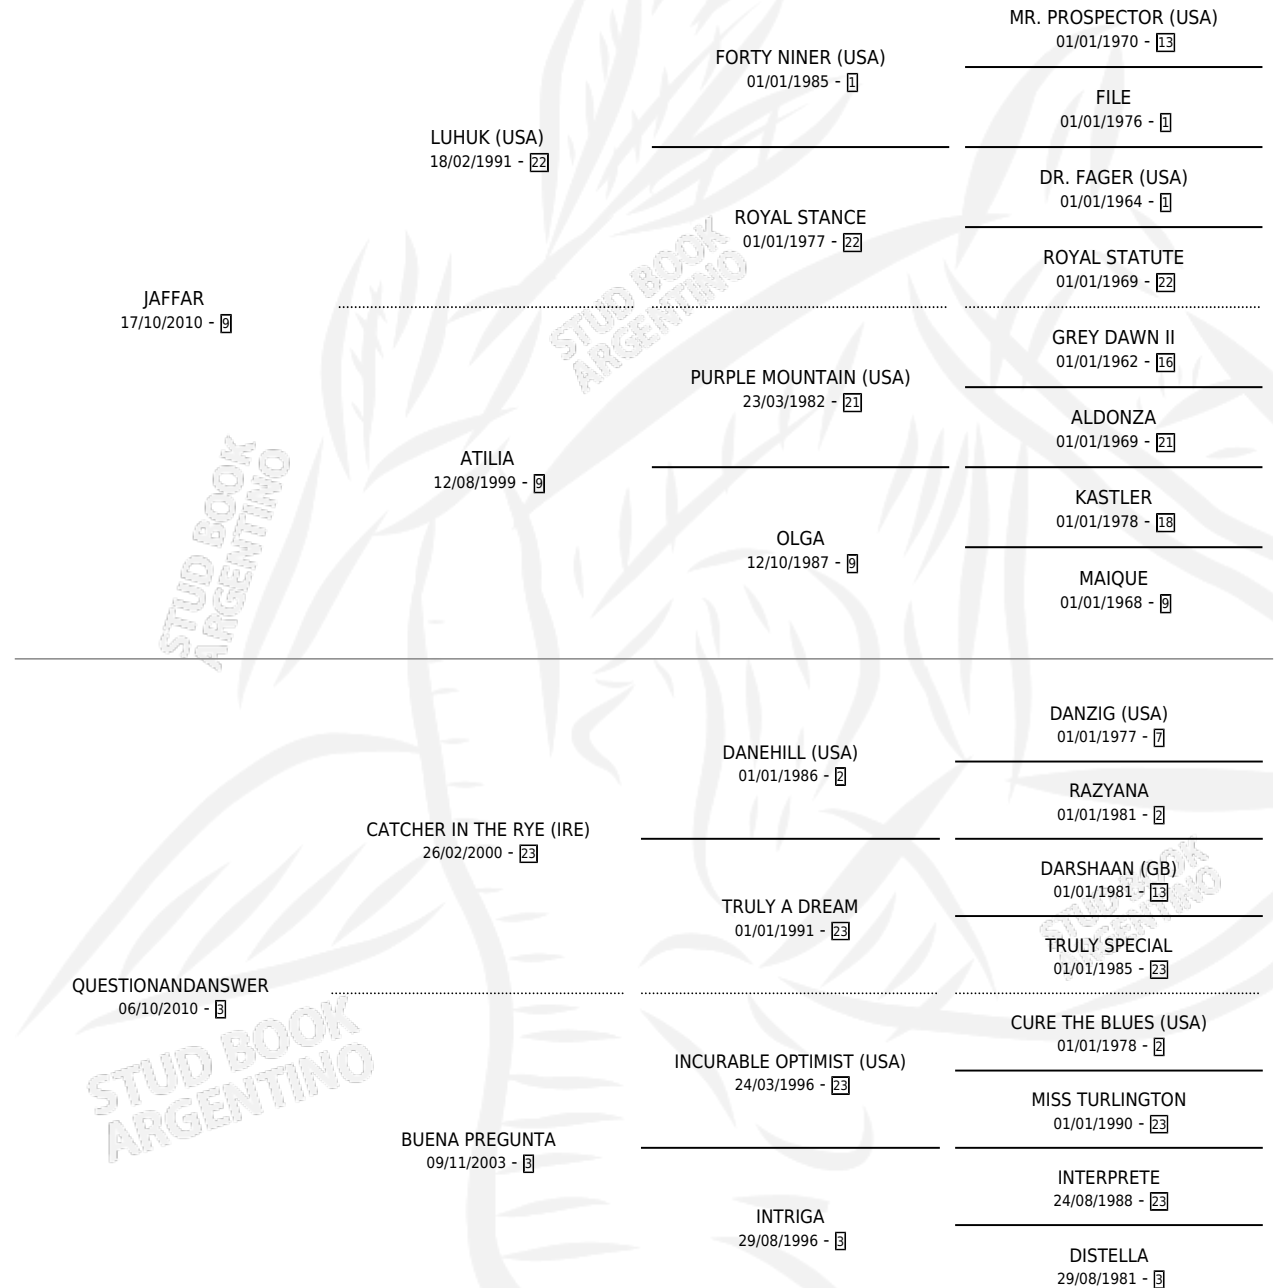 MR. PROSPECTOR (USA)
01/01/1970 - 13
FORTY NINER (USA)
01/01/1985 - 1
FILE
01/01/1976 - 1
LUHUK (USA)
18/02/1991 - 22
DR. FAGER (USA)
01/01/1964 - 1
ROYAL STANCE
01/01/1977 - 22
ROYAL STATUTE
01/01/1969 - 22
JAFFAR
17/10/2010 - 9
STUD BOOK
ARGENTINO
GREY DAWN II
01/01/1962 - 16
PURPLE MOUNTAIN (USA)
23/03/1982 - 21
ALDONZA
01/01/1969 - 21
ATILIA
12/08/1999 - 9
KASTLER
01/01/1978 - 18
OLGA
12/10/1987 - 9
MAIQUE
01/01/1968 - 9
STUD BOOK
ARGENTINO
DANZIG (USA)
01/01/1977 - 7
DANEHILL (USA)
01/01/1986 - 2
RAZYANA
01/01/1981 - 2
CATCHER IN THE RYE (IRE)
26/02/2000 - 23
DARSHAAN (GB)
01/01/1981 - 13
STUD BOOK
ARGENTINO
TRULY A DREAM
01/01/1991 - 23
TRULY SPECIAL
01/01/1985 - 23
QUESTIONANDANSWER
06/10/2010 - 3
STUD BOOK
ARGENTINO
CURE THE BLUES (USA)
01/01/1978 - 2
INCURABLE OPTIMIST (USA)
24/03/1996 - 23
MISS TURLINGTON
01/01/1990 - 23
BUENA PREGUNTA
09/11/2003 - 3
INTERPRETE
24/08/1988 - 23
INTRIGA
29/08/1996 - 3
DISTELLA
29/08/1981 - 3